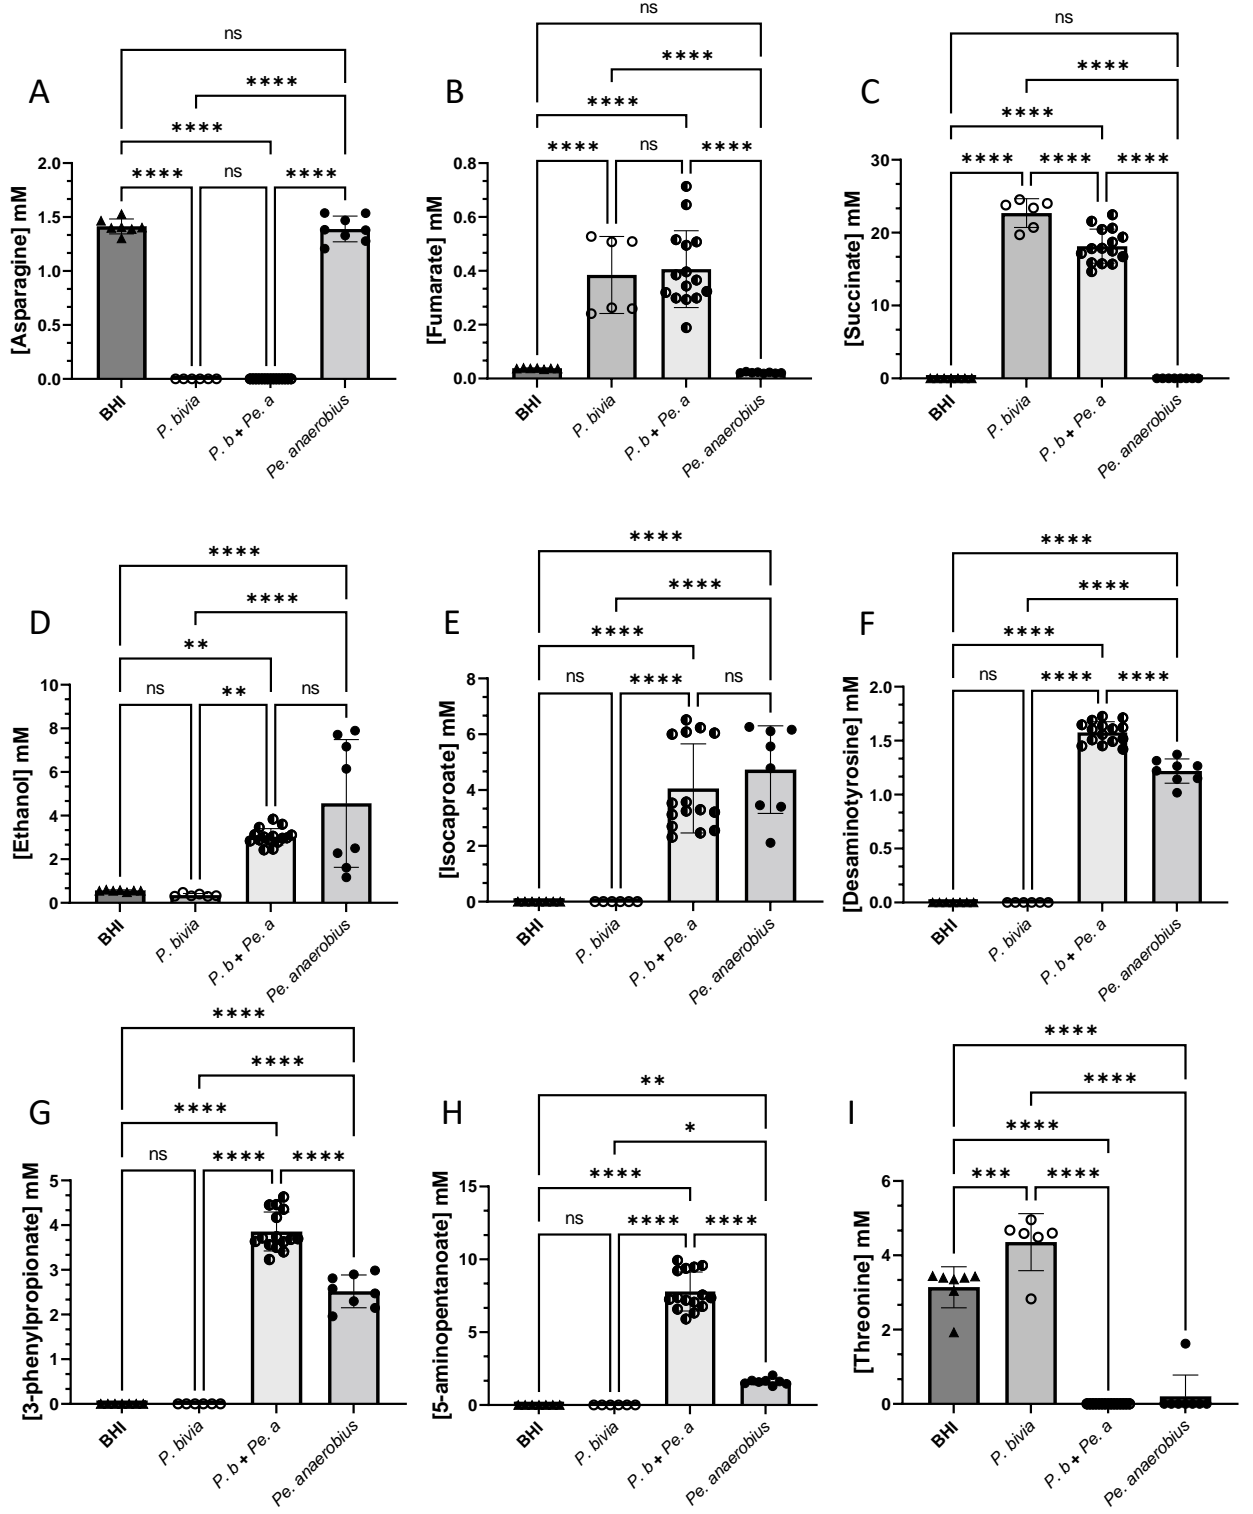 A
[Asparagine] mM
ns
****
****
**** ns ****
2.0
1.5
1.0
0.5
0.0
BHI
P. bivia
P. b + Pe. a
Pe. anaerobius
B
[Fumarate] mM
ns
****
****
**** ns ****
0.8
0.6
0.4
0.2
0.0
BHI
P. bivia
P. b + Pe. a
Pe. anaerobius
C
[Succinate] mM
ns
****
****
**** **** ****
30
20
10
0
BHI
P. bivia
P. b + Pe. a
Pe. anaerobius
D
[Ethanol] mM
****
****
**
ns ** ns
10
8
6
4
2
0
BHI
P. bivia
P. b + Pe. a
Pe. anaerobius
E
[Isocaproate] mM
****
****
****
ns **** ns
8
6
4
2
0
BHI
P. bivia
P. b + Pe. a
Pe. anaerobius
F
[Desaminotyrosine] mM
****
****
****
ns **** ****
2.0
1.5
1.0
0.5
0.0
BHI
P. bivia
P. b + Pe. a
Pe. anaerobius
G
[3-phenylpropionate] mM
****
****
****
ns **** ****
5
4
3
2
1
0
BHI
P. bivia
P. b + Pe. a
Pe. anaerobius
H
[5-aminopentanoate] mM
**
*
****
ns **** ****
15
10
5
0
BHI
P. bivia
P. b + Pe. a
Pe. anaerobius
I
[Threonine] mM
****
****
****
*** ****
6
4
2
0
BHI
P. bivia
P. b + Pe. a
Pe. anaerobius